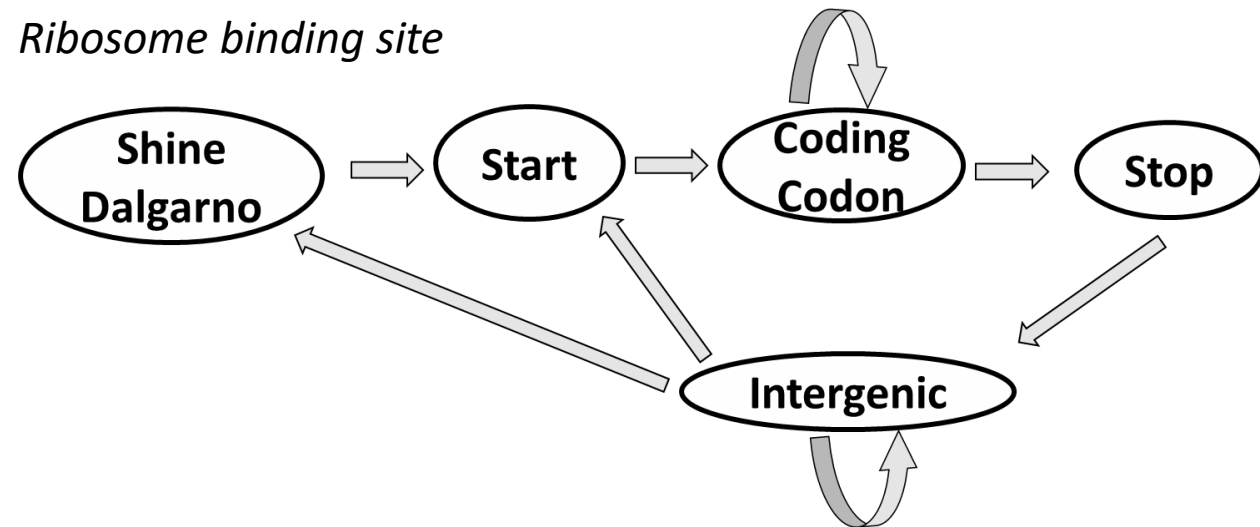 Ribosome binding site
Shine
Dalgarno
Start
Coding
Codon
Stop
Intergenic